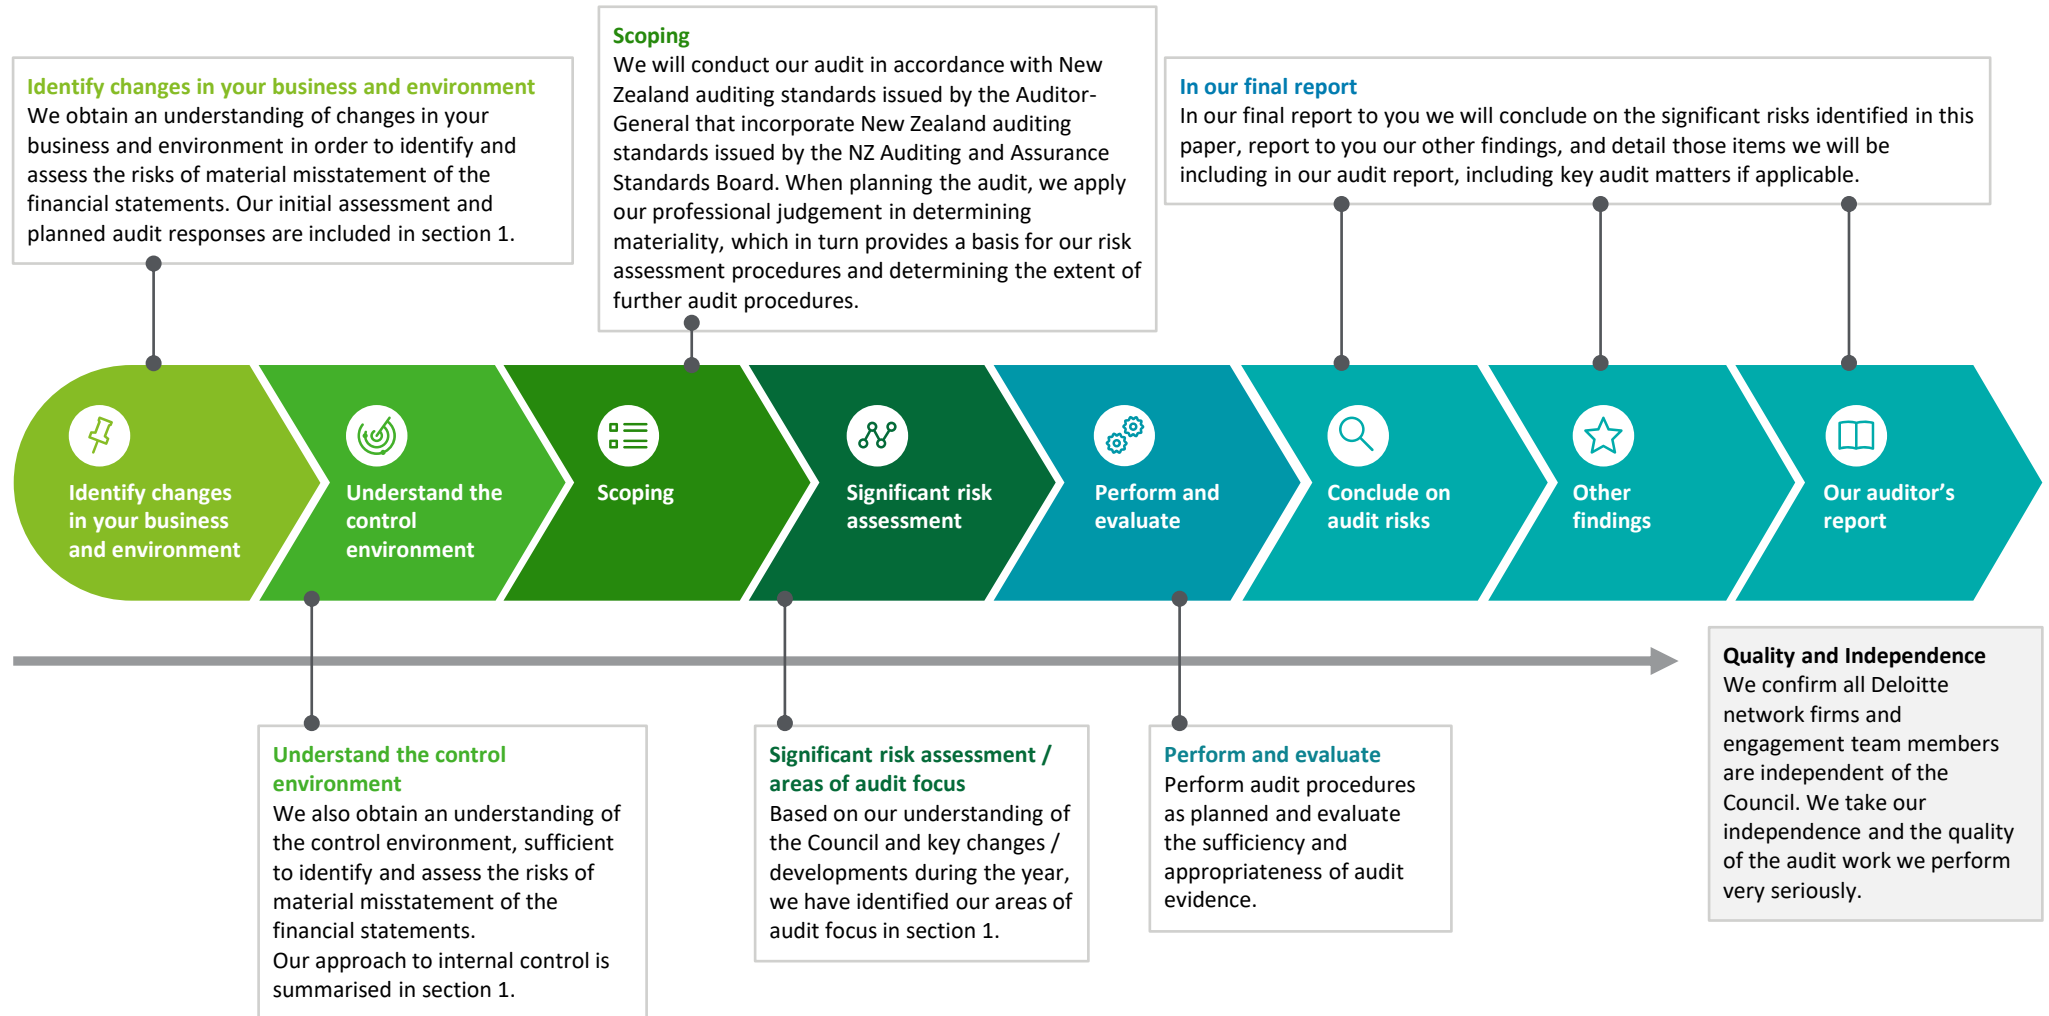 Scoping
We will conduct our audit in accordance with New
Zealand auditing standards issued by the Auditor-
General that incorporate New Zealand auditing
standards issued by the NZ Auditing and Assurance
Standards Board. When planning the audit, we apply
our professional judgement in determining
materiality, which in turn provides a basis for our risk
assessment procedures and determining the extent of
further audit procedures.
Identify changes in your business and environment
We obtain an understanding of changes in your
business and environment in order to identify and
assess the risks of material misstatement of the
financial statements. Our initial assessment and
planned audit responses are included in section 1.
In our final report
In our final report to you we will conclude on the significant risks identified in this
paper, report to you our other findings, and detail those items we will be
including in our audit report, including key audit matters if applicable.
Identify changes
in your business
and environment
Understand the
control
environment
Scoping
Significant risk
assessment
Perform and
evaluate
Conclude on
audit risks
Other
findings
Our auditor’s
report
Understand the control
environment
We also obtain an understanding of
the control environment, sufficient
to identify and assess the risks of
material misstatement of the
financial statements.
Our approach to internal control is
summarised in section 1.
Significant risk assessment /
areas of audit focus
Based on our understanding of
the Council and key changes /
developments during the year,
we have identified our areas of
audit focus in section 1.
Perform and evaluate
Perform audit procedures
as planned and evaluate
the sufficiency and
appropriateness of audit
evidence.
Quality and Independence
We confirm all Deloitte
network firms and
engagement team members
are independent of the
Council. We take our
independence and the quality
of the audit work we perform
very seriously.